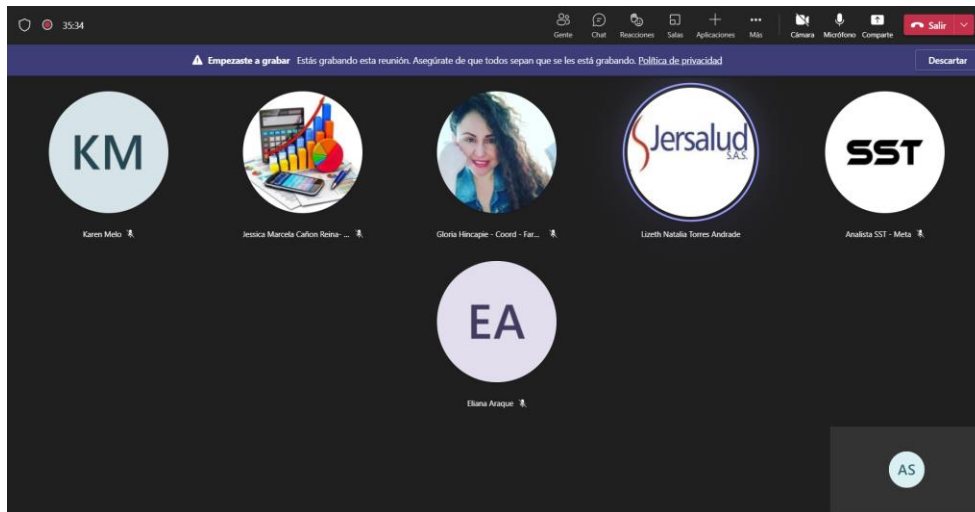 35:34
Gente Chat Reacciones Salas Aplicaciones Más Cámara Micrófono Comparte Salir
Empezaste a grabar Estás grabando esta reunión. Asegúrate de que todos sepan que se les está grabando. Política de privacidad Descartar
KM
Jersalud
S.A.S.
SST
Karen Melo
Jessica Marcela Cañon Reina- ...
Gloria Hincapie - Coord - Far...
Lizeth Natalia Torres Andrade
Analista SST - Meta
EA
Eliana Araque
AS